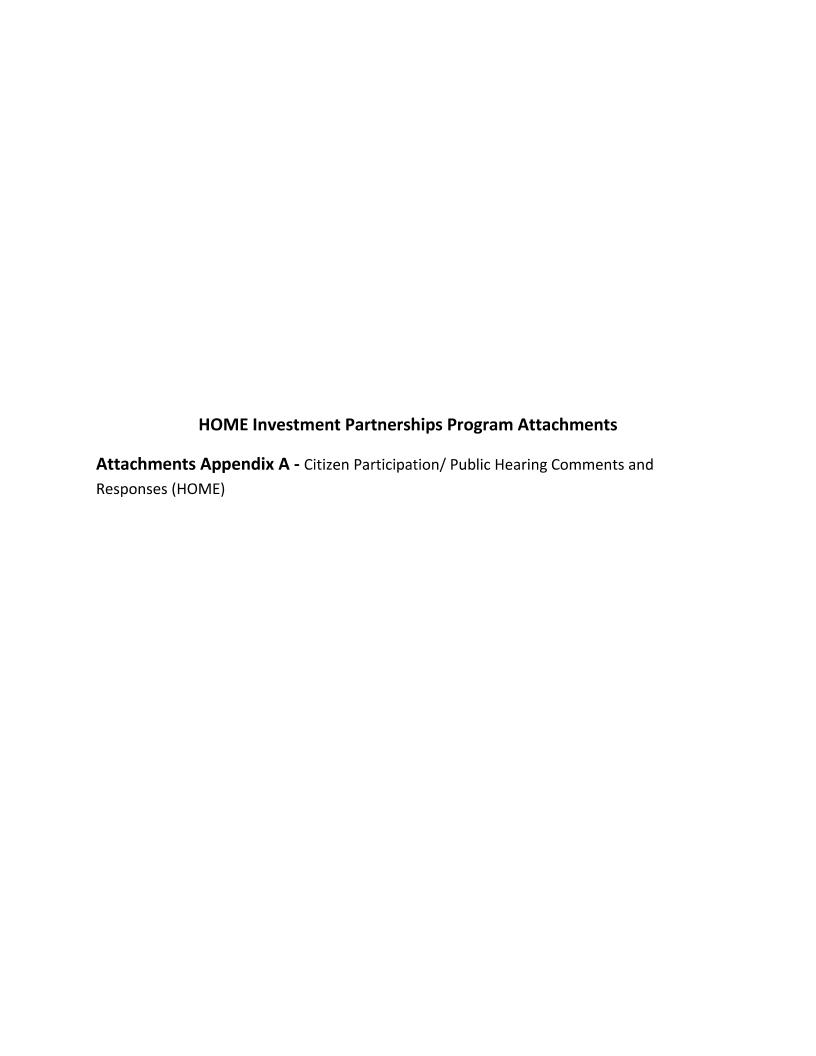 HOME Investment Partnerships Program Attachments
Attachments Appendix A - Citizen Participation/ Public Hearing Comments and
Responses (HOME)